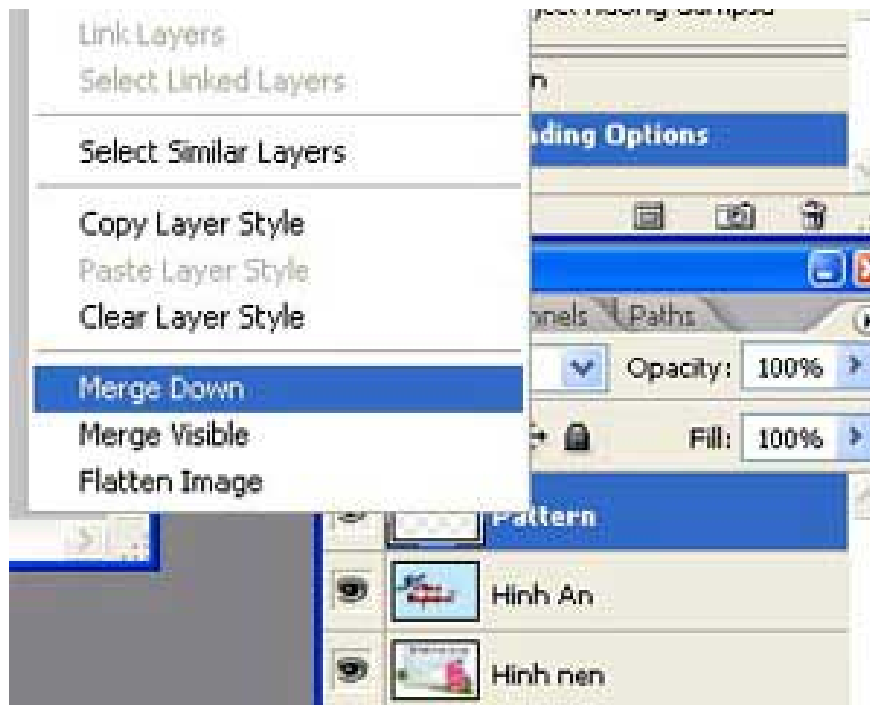 Link Layers
Select Linked Layers
Select Similar Layers
Copy Layer Style
Paste Layer Style
Clear Layer Style
Merge Down
Merge Visible
Flatten Image
n
ding Options
nnels
Paths
Opacity: 100%
Fill: 100%
Pattern
Hinh An
Hinh nen